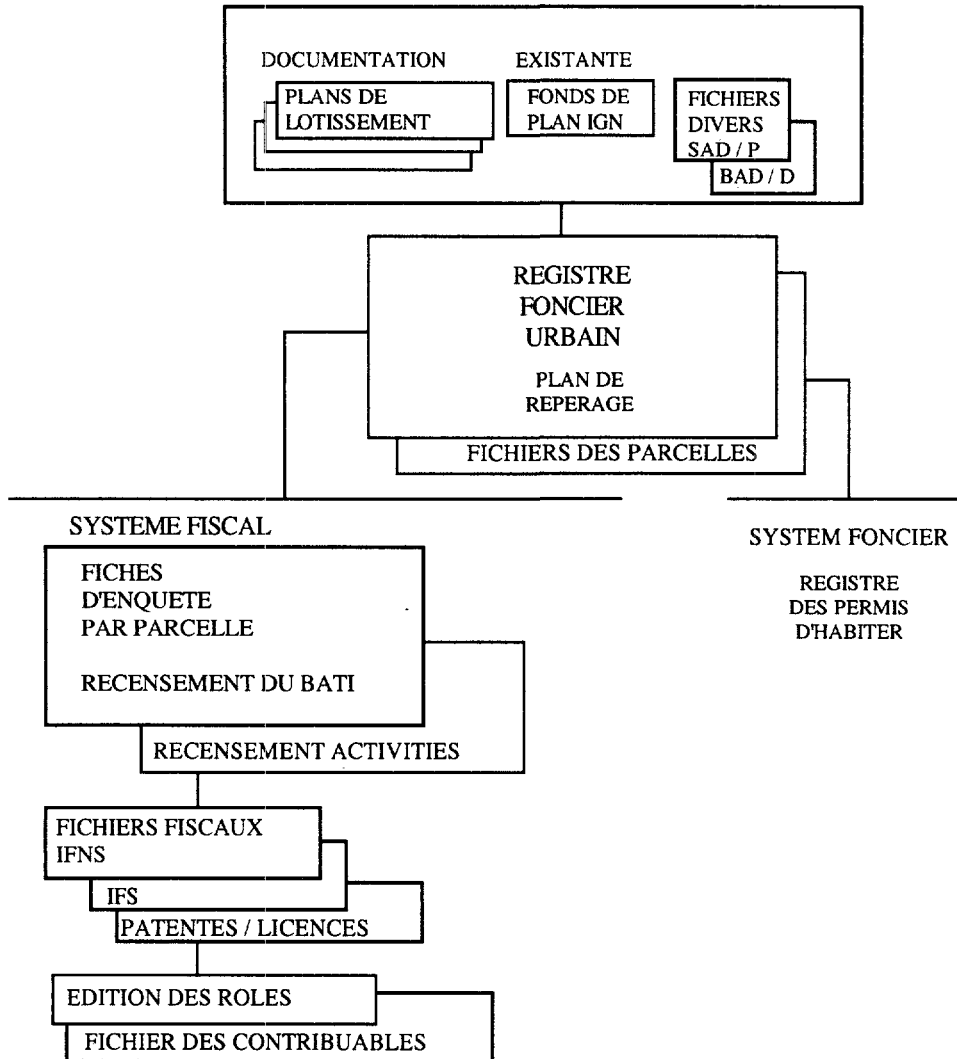 DOCUMENTATION EXISTANTE
PLANS DE
LOTISSEMENT
FONDS DE
PLAN IGN
FICHIERS
DIVERS
SAD / P
BAD / D
REGISTRE
FONCIER
URBAIN
PLAN DE
REPERAGE
FICHIERS DES PARCELLES
SYSTEME FISCAL
FICHES
D'ENQUETE
PAR PARCELLE
RECENSEMENT DU BATI
RECENSEMENT ACTIVITIES
FICHIERS FISCAUX
IFNS
IFS
PATENTES / LICENCES
EDITION DES ROLES
FICHIER DES CONTRIBUABLES
SYSTEM FONCIER
REGISTRE
DES PERMIS
D'HABITER